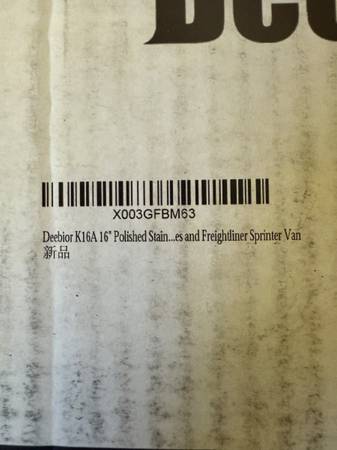 X003GFBM63
Deebior K16A 16" Polished Stain...es and Freightliner Sprinter Van
新品